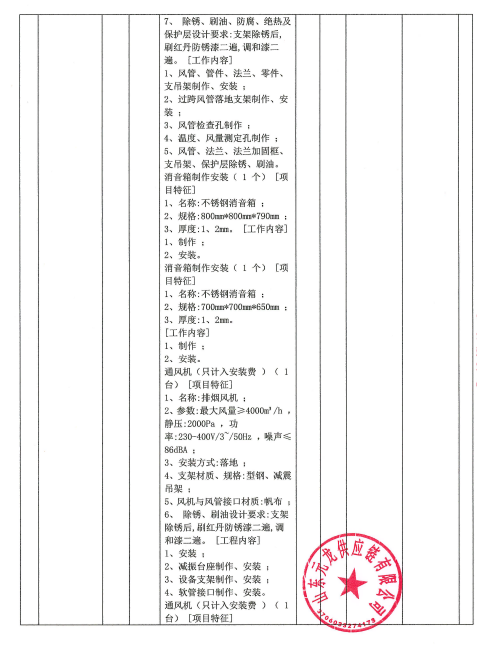 7、 除锈、刷油、防腐、绝热及
保护层设计要求:支架除锈后,
刷红丹防锈漆二遍,调和漆二
遍。 [工作内容]
1、风管、管件、法兰、零件、
支吊架制作、安装 ;
2、过跨风管落地支架制作、安
装 ;
3、风管检查孔制作 ;
4、温度、风量测定孔制作 ;
5、风管、法兰、法兰加固框、
支吊架、保护层除锈、刷油。
消音箱制作安装（ 1 个） [项
目特征]
1、名称:不锈钢消音箱 ;
2、规格:800mm*800mm*790mm ;
3、厚度:1、2mm。 [工作内容]
1、制作 ;
2、安装。
消音箱制作安装（ 1 个） [项
目特征]
1、名称:不锈钢消音箱 ;
2、规格:700mm*700mm*650mm ;
3、厚度:1、2mm。
[工作内容]
1、制作 ;
2、安装。
通风机（只计入安装费 ）（ 1
台） [项目特征]
1、名称:排烟风机 ;
2、参数:最大风量≥4000m³/h ,
静压:2000Pa ,功
率:230-400V/3~/50Hz ,噪声≤
86dBA ;
3、安装方式:落地 ;
4、支架材质、规格:型钢、减震
吊架 ;
5、风机与风管接口材质:帆布 ;
6、 除锈、刷油设计要求:支架
除锈后,刷红丹防锈漆二遍,调
和漆二遍。 [工程内容]
1、安装 ;
2、减振台座制作、安装 ;
3、设备支架制作、安装 ;
4、软管接口制作、安装。
通风机（只计入安装费 ）（ 1
台） [项目特征]
山东元龙供应链有限公司
3706093274178